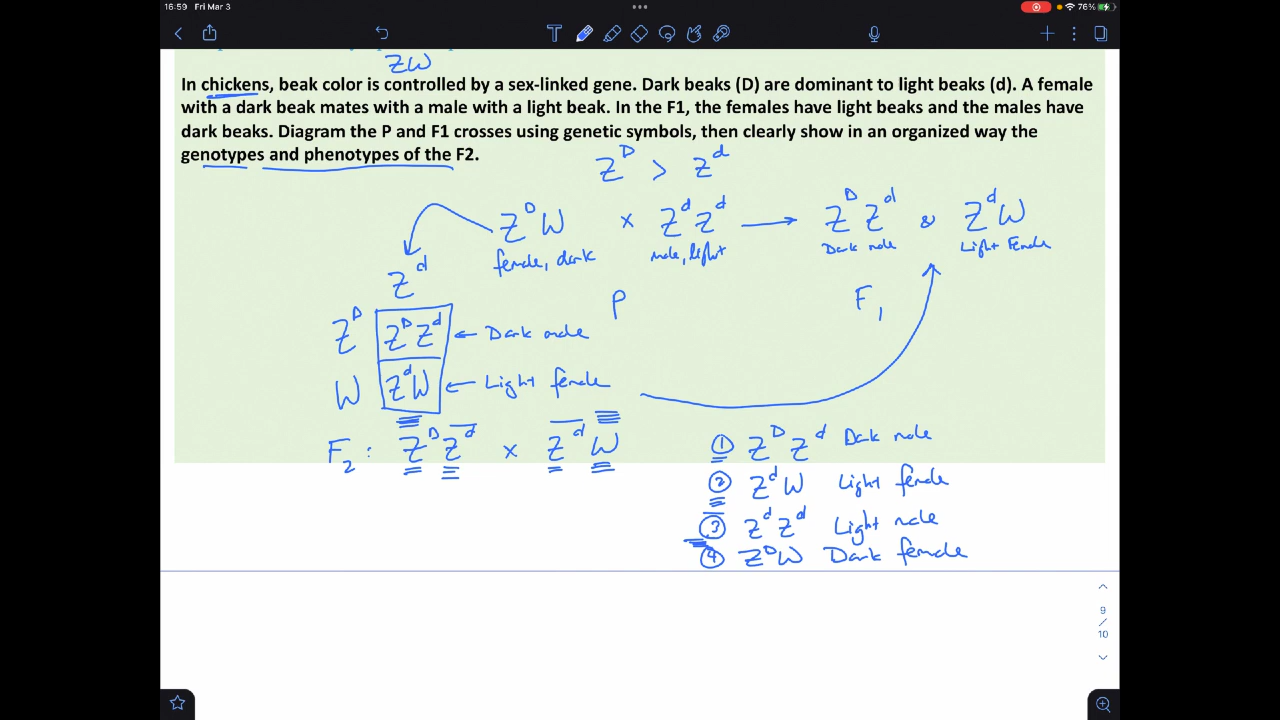 16:59 Fri Mar 3
76%
ZW
In chickens, beak color is controlled by a sex-linked gene. Dark beaks (D) are dominant to light beaks (d). A female
with a dark beak mates with a male with a light beak. In the F1, the females have light beaks and the males have
dark beaks. Diagram the P and F1 crosses using genetic symbols, then clearly show in an organized way the
genotypes and phenotypes of the F2.
Z^D > Z^d
Z^D W × Z^d Z^d → Z^D Z^d & Z^d W
female, dark male, light Dark male Light Female
Z^d
P F₁
Z^D Z^D Z^d ← Dark male
W Z^d W ← Light female
F₂: Z^D Z^d × Z^d W
① Z^D Z^d Dark male
② Z^d W Light female
③ Z^d Z^d Light male
④ Z^D W Dark female
9
/
10